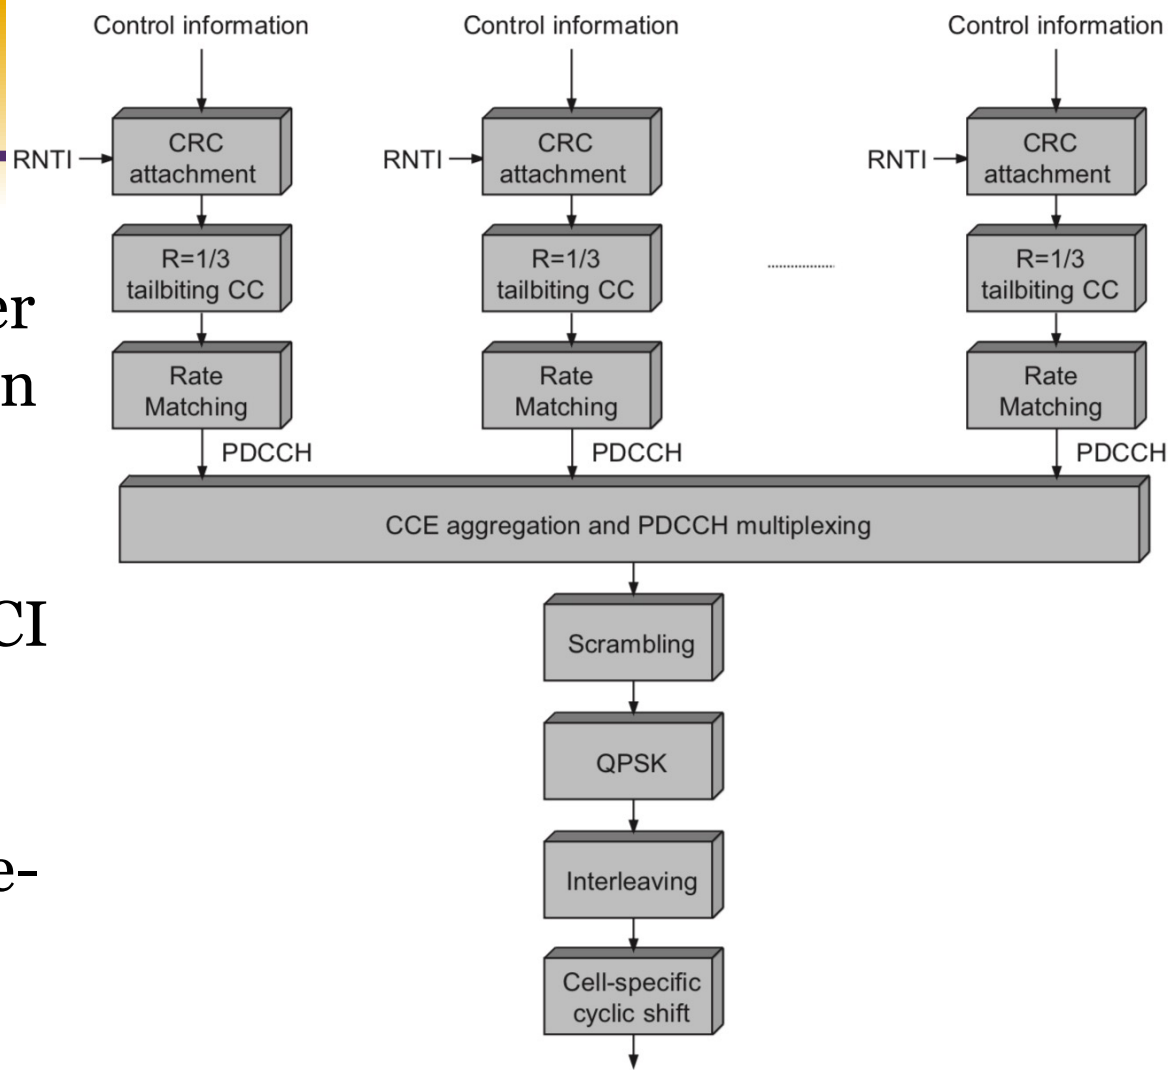 Control information
Control information
Control information
RNTI
CRC
attachment
RNTI
CRC
attachment
RNTI
CRC
attachment
R=1/3
tailbiting CC
R=1/3
tailbiting CC
R=1/3
tailbiting CC
er
n
Rate
Matching
Rate
Matching
Rate
Matching
PDCCH
PDCCH
PDCCH
CCE aggregation and PDCCH multiplexing
CI
Scrambling
QPSK
e-
Interleaving
Cell-specific
cyclic shift